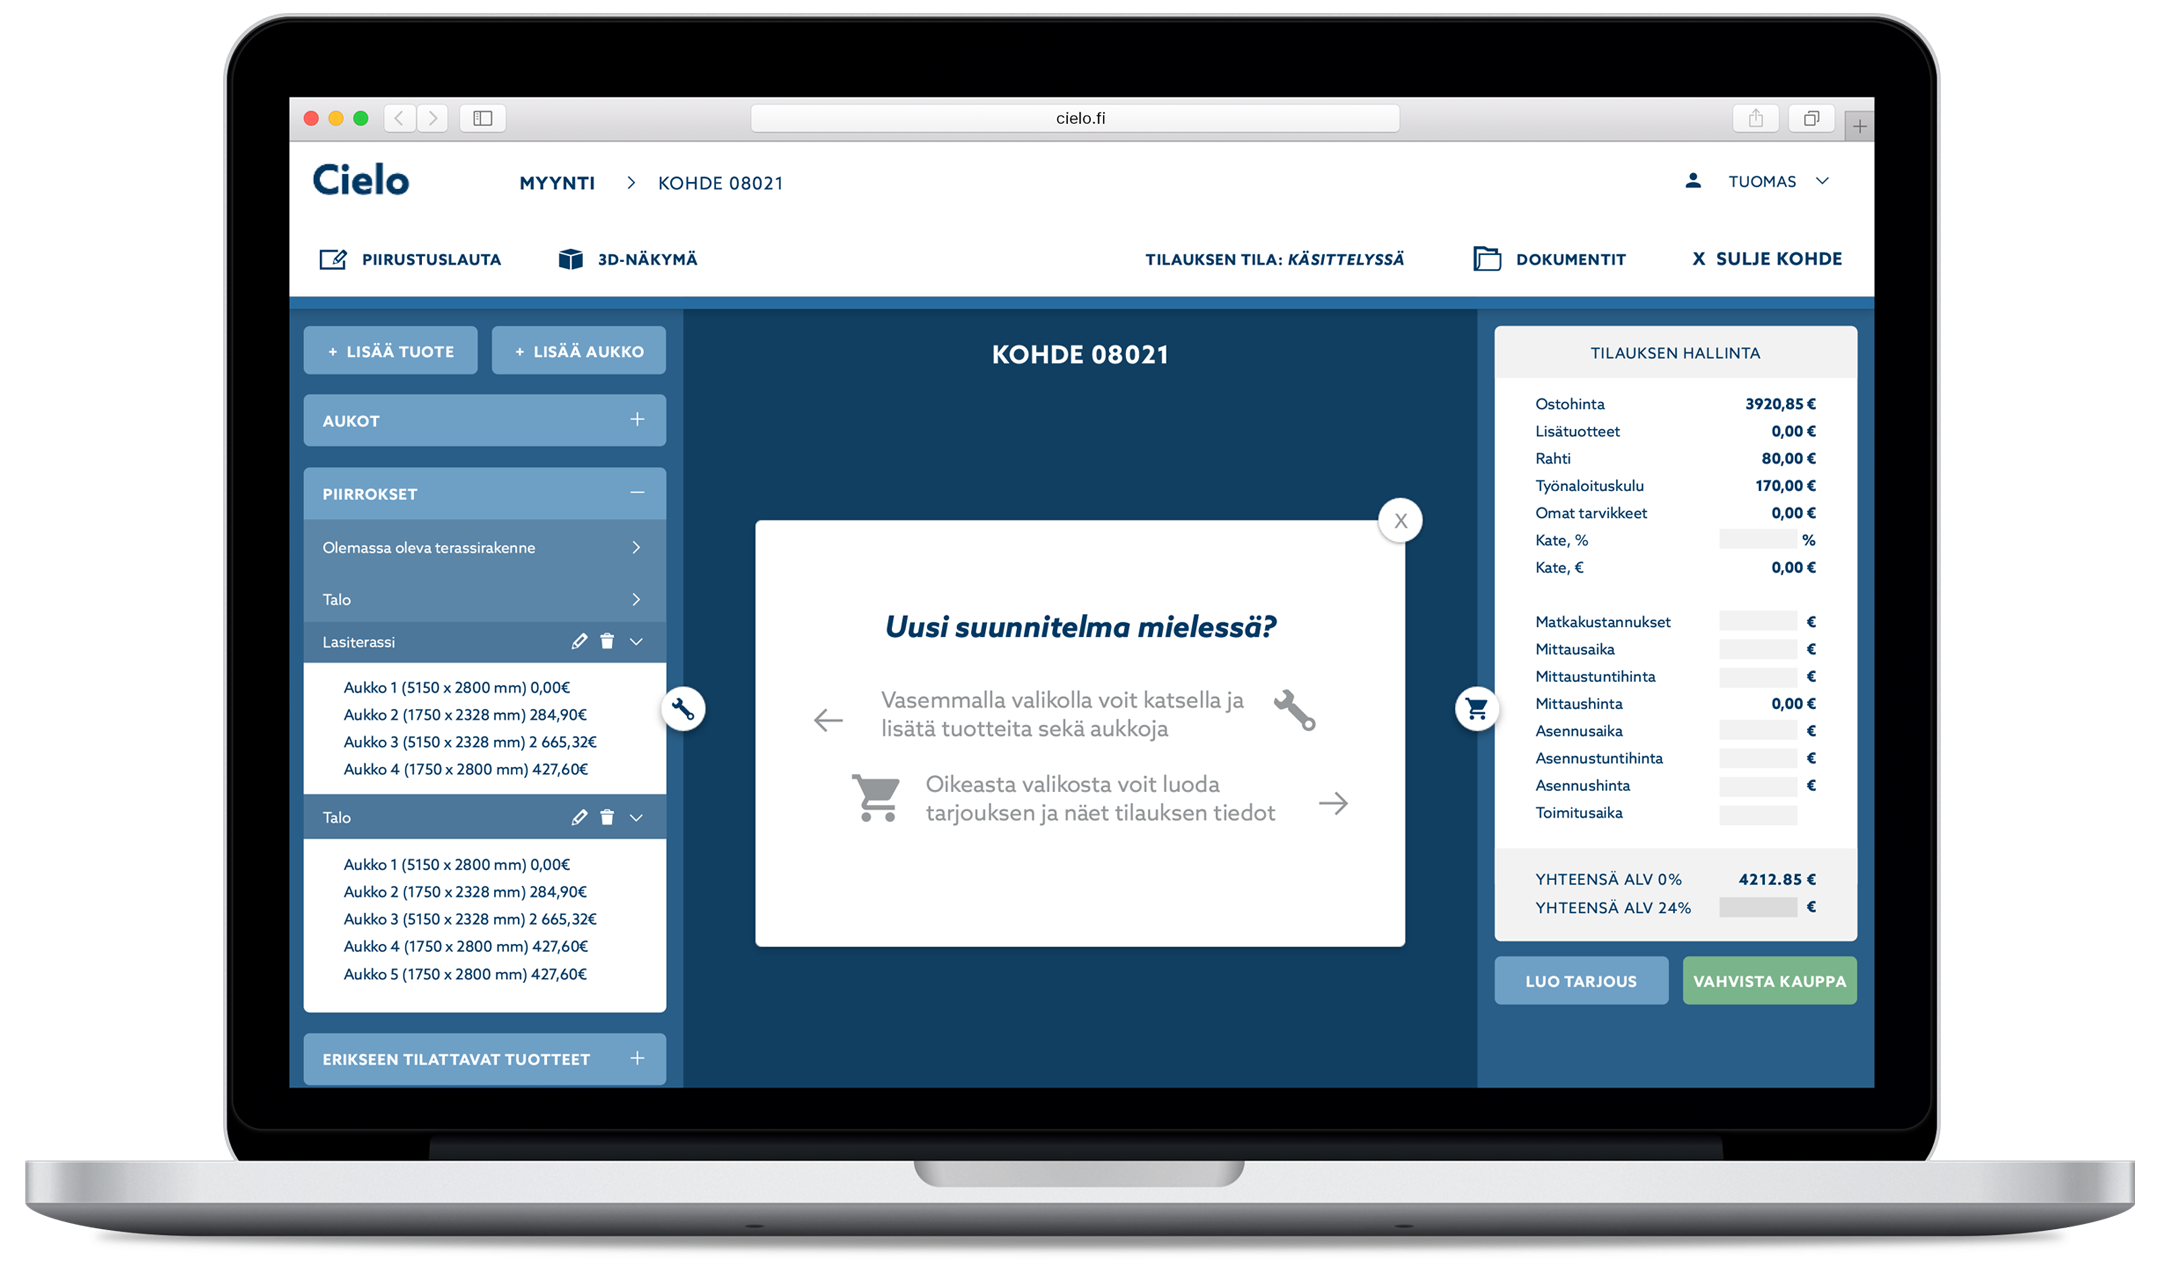 cielo.fi
Cielo
MYYNTI > KOHDE 08021
TUOMAS
PIIRUSTUSLAUTA
3D-NÄKYMÄ
TILAUKSEN TILA: KÄSITTELYSSÄ
DOKUMENTIT
X SULJE KOHDE
+ LISÄÄ TUOTE
+ LISÄÄ AUKKO
AUKOT +
PIIRROKSET –
Olemassa oleva terassirakenne
Talo
Lasiterassi
Aukko 1 (5150 x 2800 mm) 0,00€
Aukko 2 (1750 x 2328 mm) 284,90€
Aukko 3 (5150 x 2328 mm) 2 665,32€
Aukko 4 (1750 x 2800 mm) 427,60€
Talo
Aukko 1 (5150 x 2800 mm) 0,00€
Aukko 2 (1750 x 2328 mm) 284,90€
Aukko 3 (5150 x 2328 mm) 2 665,32€
Aukko 4 (1750 x 2800 mm) 427,60€
Aukko 5 (1750 x 2800 mm) 427,60€
ERIKSEEN TILATTAVAT TUOTTEET +
KOHDE 08021
X
Uusi suunnitelma mielessä?
Vasemmalla valikolla voit katsella ja
lisätä tuotteita sekä aukkoja
Oikeasta valikosta voit luoda
tarjouksen ja näet tilauksen tiedot
TILAUKSEN HALLINTA
Ostohinta 3920,85 €
Lisätuotteet 0,00 €
Rahti 80,00 €
Työnaloituskulu 170,00 €
Omat tarvikkeet 0,00 €
Kate, % %
Kate, € 0,00 €
Matkakustannukset €
Mittausaika €
Mittaustuntihinta €
Mittaushinta 0,00 €
Asennusaika €
Asennustuntihinta €
Asennushinta €
Toimitusaika
YHTEENSÄ ALV 0% 4212.85 €
YHTEENSÄ ALV 24% €
LUO TARJOUS
VAHVISTA KAUPPA